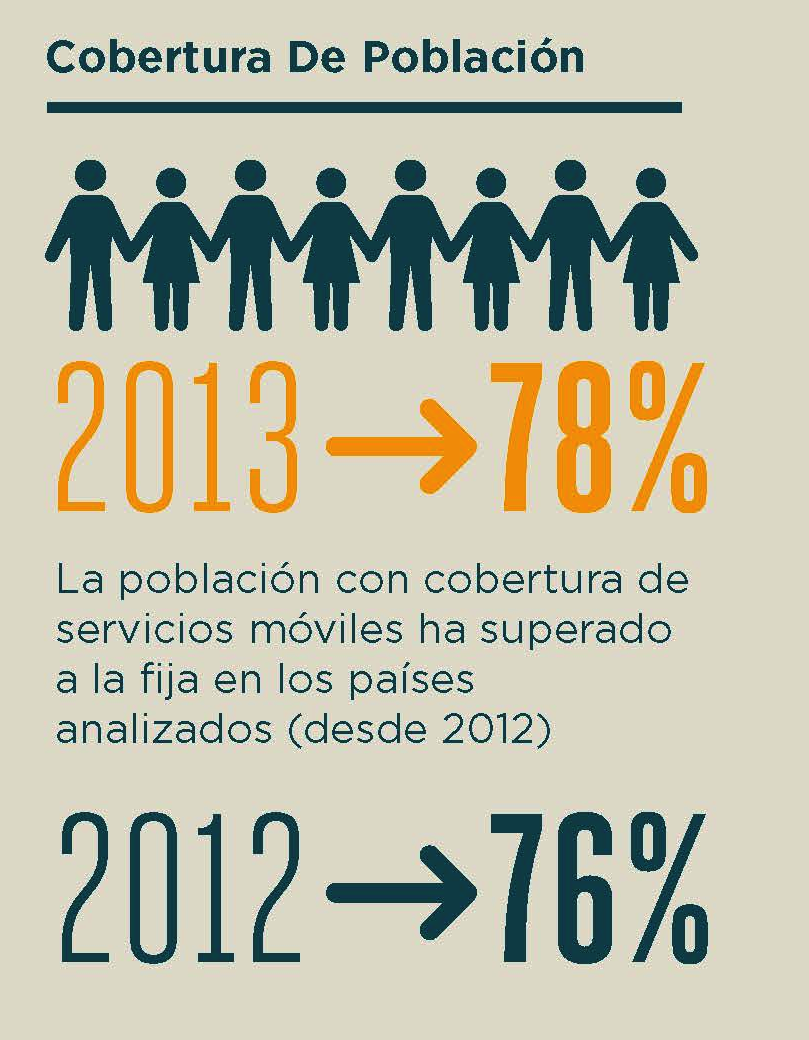 Cobertura De Población
2013 → 78%
La población con cobertura de
servicios móviles ha superado
a la fija en los países
analizados (desde 2012)
2012 → 76%